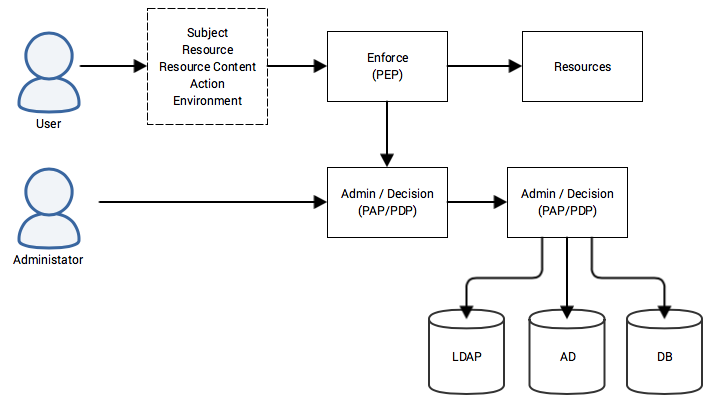 Subject
Resource
Resource Content
Action
Environment
Enforce
(PEP)
Resources
User
Admin / Decision
(PAP/PDP)
Admin / Decision
(PAP/PDP)
Administator
LDAP
AD
DB